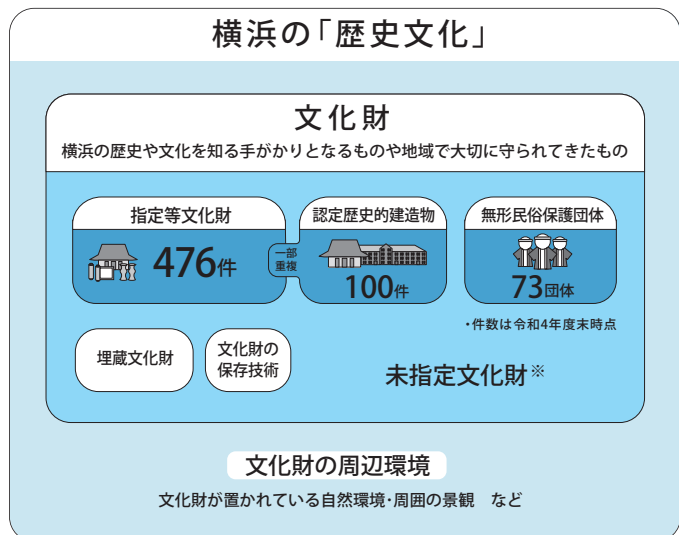 横浜の「歴史文化」
文化財
横浜の歴史や文化を知る手がかりとなるものや地域で大切に守られてきたもの
指定等文化財
476件
一部
重複
認定歴史的建造物
100件
無形民俗保護団体
73団体
・件数は令和4年度末時点
埋蔵文化財
文化財の
保存技術
未指定文化財※
文化財の周辺環境
文化財が置かれている自然環境・周囲の景観　など